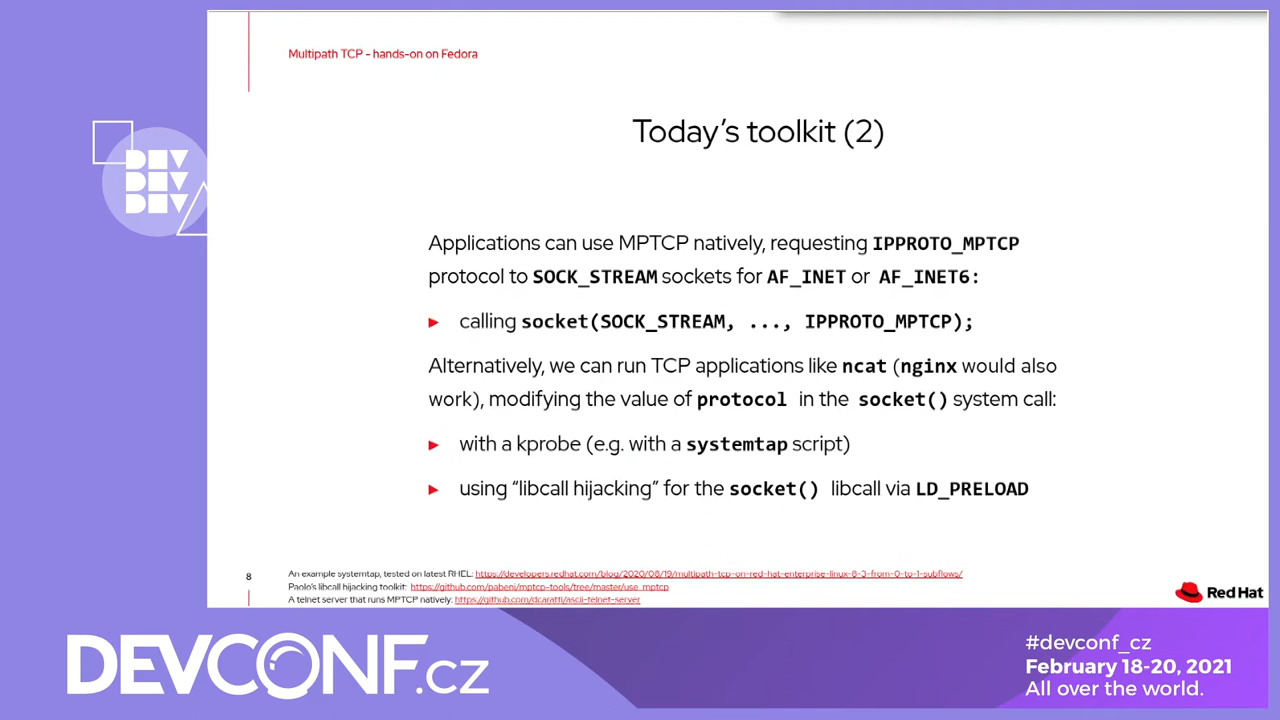 Multipath TCP - hands-on on Fedora
Today's toolkit (2)
DEV
DEV
DEV
Applications can use MPTCP natively, requesting IPPROTO_MPTCP
protocol to SOCK_STREAM sockets for AF_INET or AF_INET6:
► calling socket(SOCK_STREAM, ..., IPPROTO_MPTCP);
Alternatively, we can run TCP applications like ncat (nginx would also
work), modifying the value of protocol in the socket() system call:
► with a kprobe (e.g. with a systemtap script)
► using “libcall hijacking” for the socket() libcall via LD_PRELOAD
8
An example systemtap, tested on latest RHEL: https://developers.redhat.com/blog/2020/08/19/multipath-tcp-on-red-hat-enterprise-linux-8-3-from-0-to-1-subflows/
Paolo's libcall hijacking toolkit: https://github.com/pabeni/mptcp-tools/tree/master/use_mptcp
A telnet server that runs MPTCP natively: https://github.com/dcaratti/ascii-telnet-server
Red Hat
DEVCONF.cz
#devconf_cz
February 18-20, 2021
All over the world.